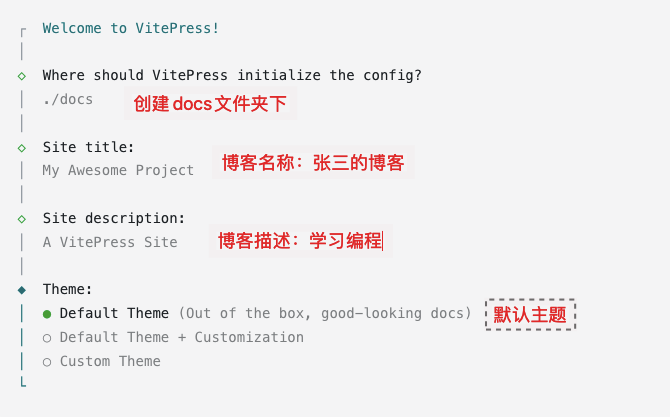 Welcome to VitePress!
Where should VitePress initialize the config?
./docs 创建docs文件夹下
Site title:
My Awesome Project 博客名称：张三的博客
Site description:
A VitePress Site 博客描述：学习编程
Theme:
Default Theme (Out of the box, good-looking docs) 默认主题
Default Theme + Customization
Custom Theme